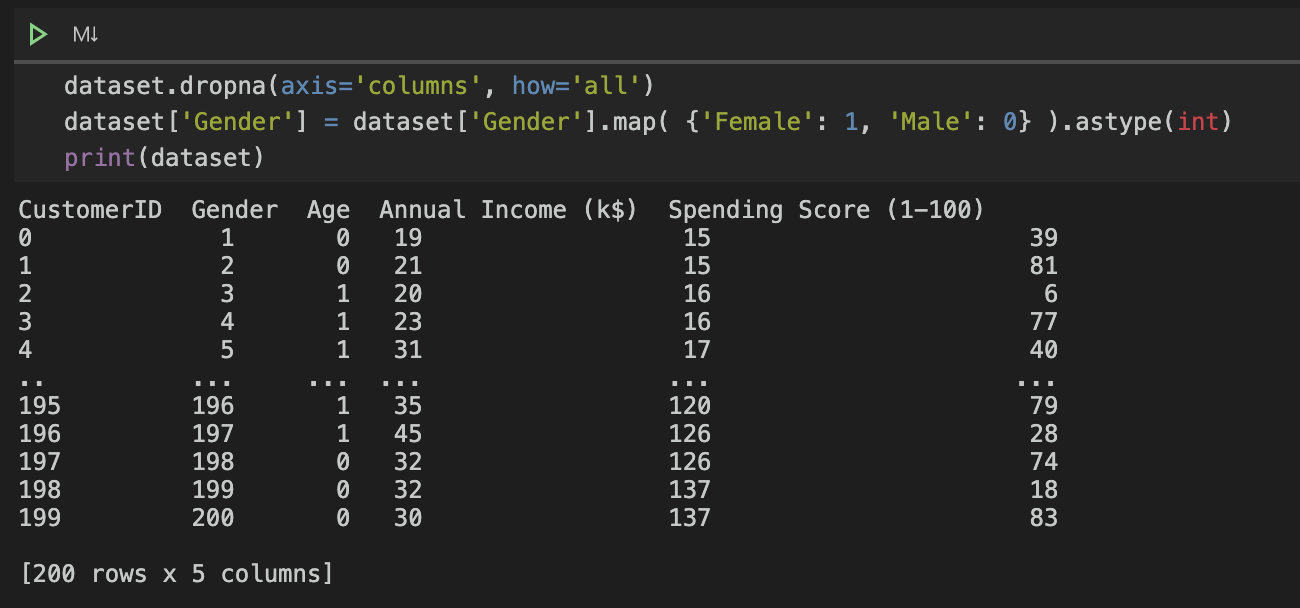 M↓
dataset.dropna(axis='columns', how='all')
dataset['Gender'] = dataset['Gender'].map( {'Female': 1, 'Male': 0} ).astype(int)
print(dataset)
CustomerID  Gender  Age  Annual Income (k$)  Spending Score (1-100)
0             1       0   19                  15                      39
1             2       0   21                  15                      81
2             3       1   20                  16                       6
3             4       1   23                  16                      77
4             5       1   31                  17                      40
..          ...     ...  ...                 ...                     ...
195         196       1   35                 120                      79
196         197       1   45                 126                      28
197         198       0   32                 126                      74
198         199       0   32                 137                      18
199         200       0   30                 137                      83
[200 rows x 5 columns]